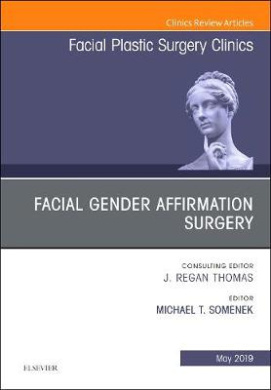 Clinics Review Articles
Facial Plastic Surgery Clinics
FACIAL GENDER AFFIRMATION
SURGERY
CONSULTING EDITOR
J. REGAN THOMAS
EDITOR
MICHAEL T. SOMENEK
ELSEVIER
May 2019